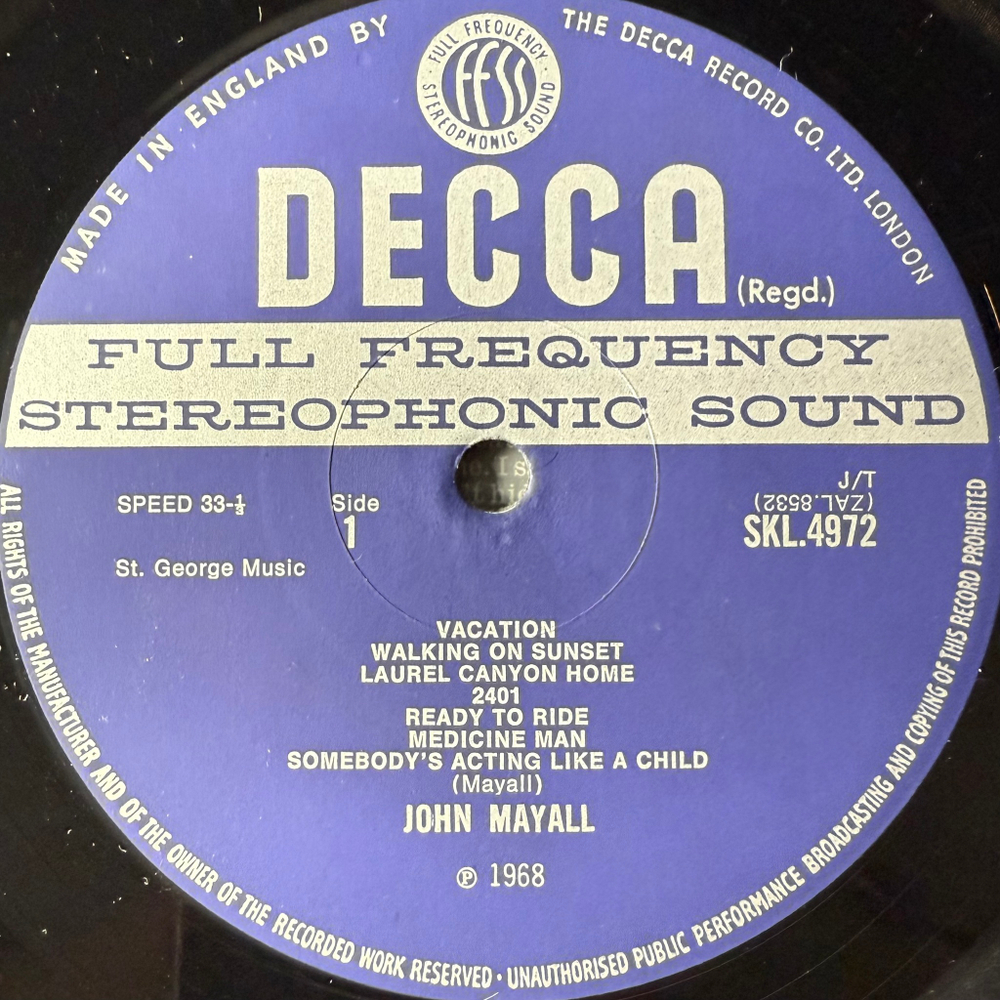 MADE IN ENGLAND BY
THE DECCA RECORD CO. LTD. LONDON
FULL FREQUENCY
ffss
STEREOPHONIC SOUND
DECCA (Regd.)
FULL FREQUENCY
STEREOPHONIC SOUND
SPEED 33-⅓
Side
1
J/T
(ZAL.8532)
SKL.4972
St. George Music
VACATION
WALKING ON SUNSET
LAUREL CANYON HOME
2401
READY TO RIDE
MEDICINE MAN
SOMEBODY'S ACTING LIKE A CHILD
(Mayall)
JOHN MAYALL
℗ 1968
ALL RIGHTS OF THE MANUFACTURER AND OF THE OWNER OF THE RECORDED WORK RESERVED · UNAUTHORISED PUBLIC PERFORMANCE BROADCASTING AND COPYING OF THIS RECORD PROHIBITED